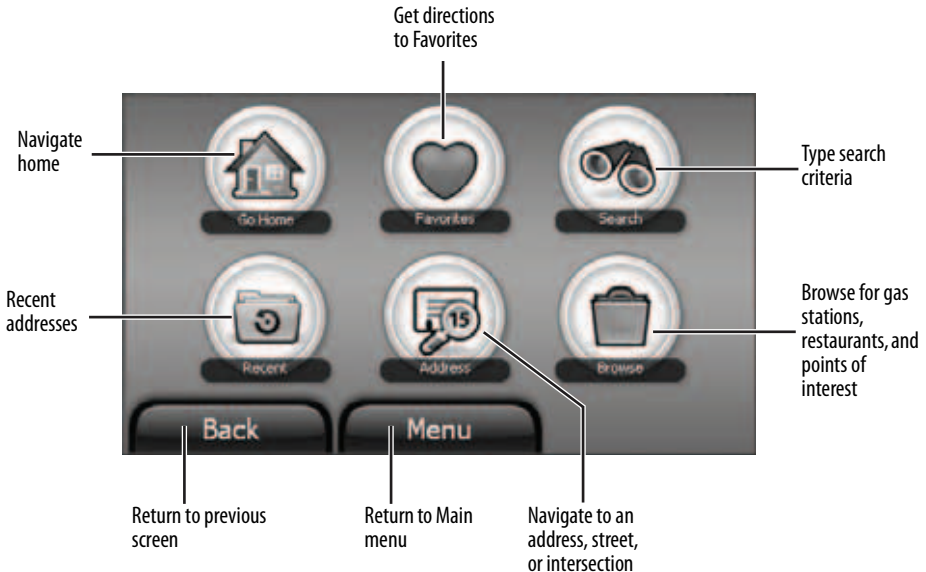 Get directions
to Favorites
Navigate
home
Type search
criteria
Go Home
Favorites
Search
Recent
addresses
15
Browse for gas
stations,
restaurants, and
points of
interest
Recent
Address
Browse
Back
Menu
Return to previous
screen
Return to Main
menu
Navigate to an
address, street,
or intersection